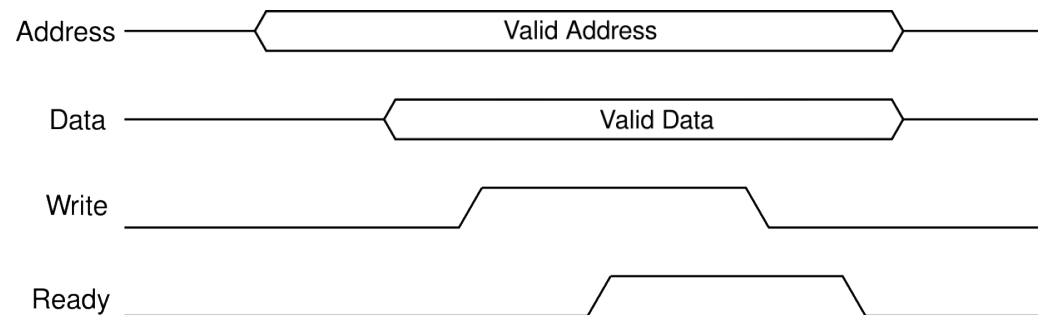 Address
Valid Address
Data
Valid Data
Write
Ready